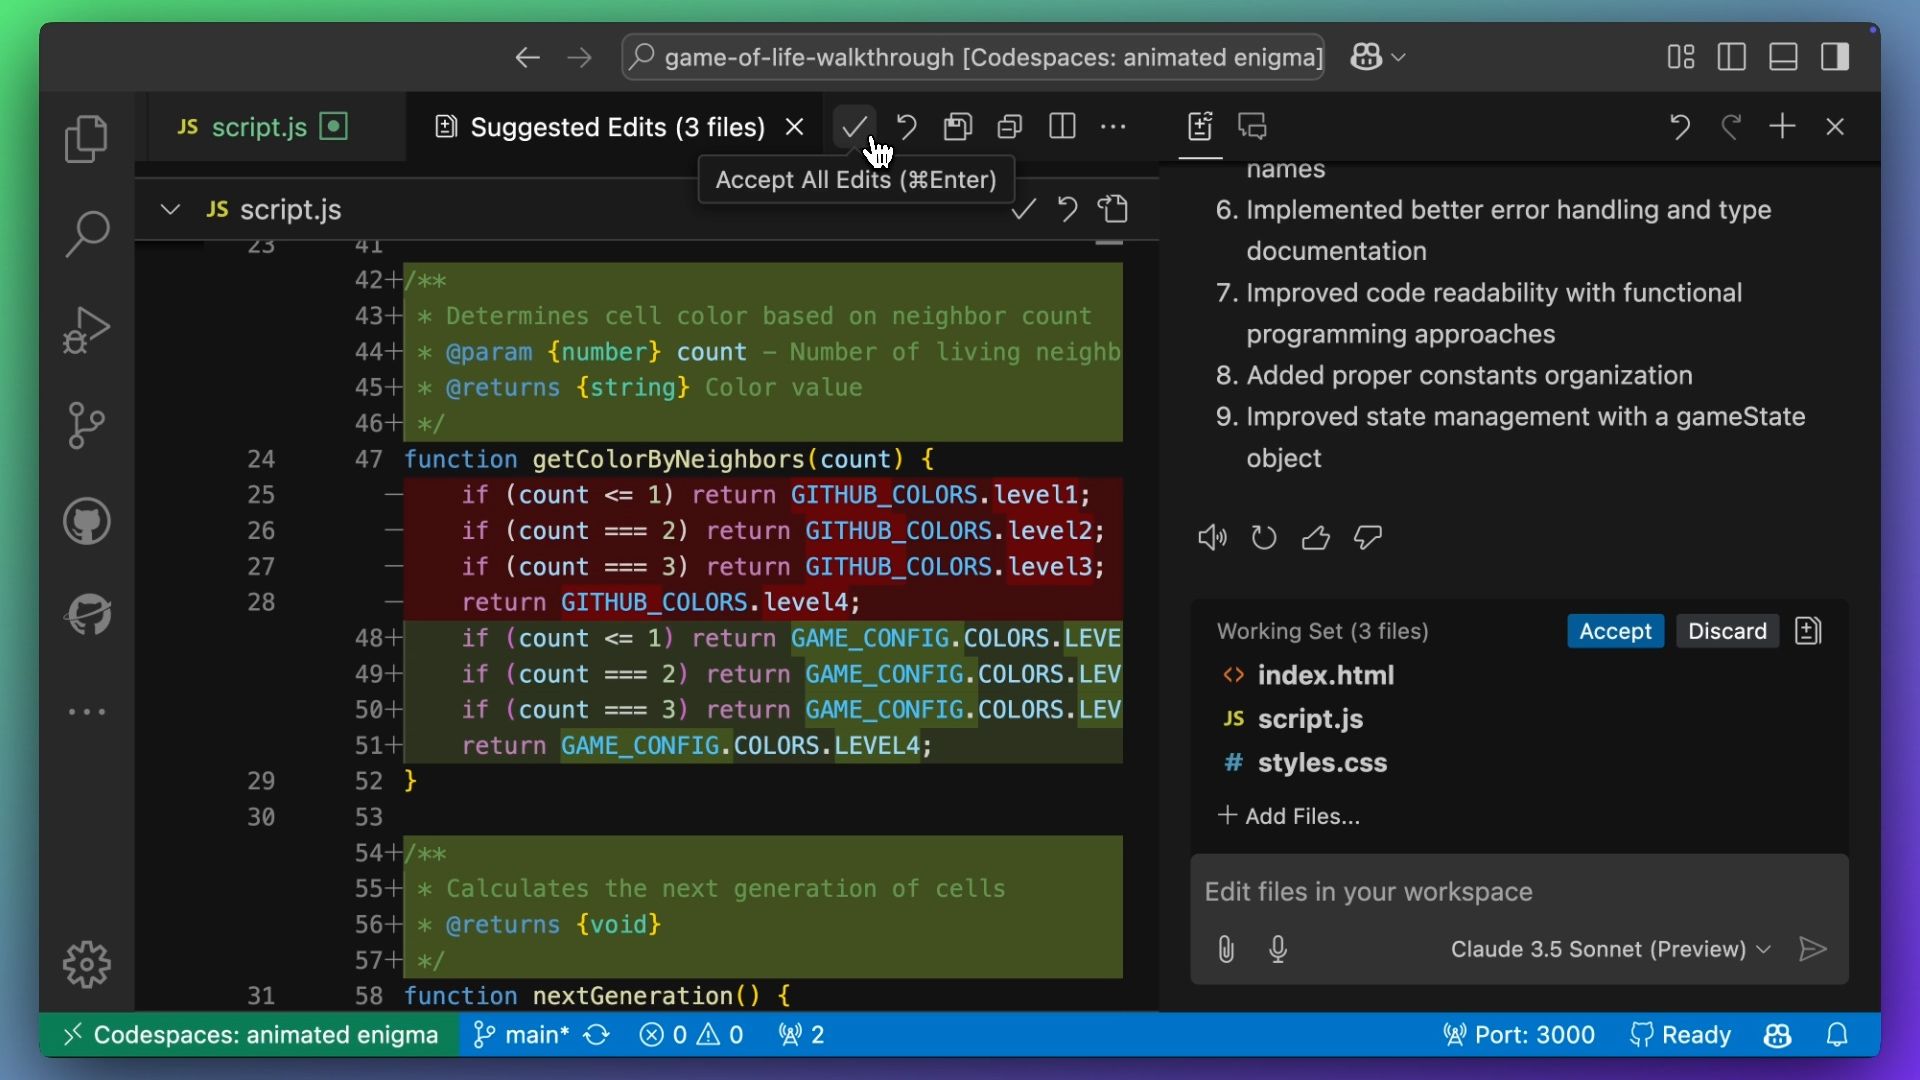 game-of-life-walkthrough [Codespaces: animated enigma]
JS script.js
Suggested Edits (3 files)
Accept All Edits (⌘Enter)
JS script.js
23 41
42+/**
43+ * Determines cell color based on neighbor count
44+ * @param {number} count – Number of living neighb
45+ * @returns {string} Color value
46+ */
24 47 function getColorByNeighbors(count) {
25 — if (count <= 1) return GITHUB_COLORS.level1;
26 — if (count === 2) return GITHUB_COLORS.level2;
27 — if (count === 3) return GITHUB_COLORS.level3;
28 — return GITHUB_COLORS.level4;
48+ if (count <= 1) return GAME_CONFIG.COLORS.LEVE
49+ if (count === 2) return GAME_CONFIG.COLORS.LEV
50+ if (count === 3) return GAME_CONFIG.COLORS.LEV
51+ return GAME_CONFIG.COLORS.LEVEL4;
29 52 }
30 53
54+/**
55+ * Calculates the next generation of cells
56+ * @returns {void}
57+ */
31 58 function nextGeneration() {
names
6. Implemented better error handling and type
documentation
7. Improved code readability with functional
programming approaches
8. Added proper constants organization
9. Improved state management with a gameState
object
Working Set (3 files) Accept Discard
<> index.html
JS script.js
# styles.css
+ Add Files...
Edit files in your workspace
Claude 3.5 Sonnet (Preview)
Codespaces: animated enigma main* 0 0 2 Port: 3000 Ready